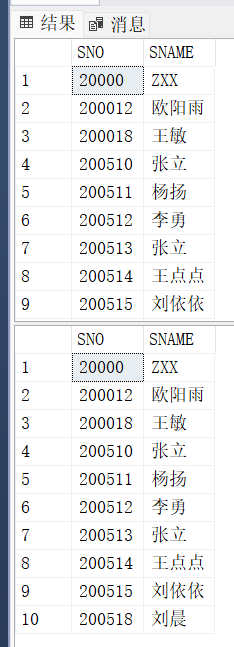 结果 消息
SNO SNAME
1 20000 ZXX
2 200012 欧阳雨
3 200018 王敏
4 200510 张立
5 200511 杨扬
6 200512 李勇
7 200513 张立
8 200514 王点点
9 200515 刘依依
SNO SNAME
1 20000 ZXX
2 200012 欧阳雨
3 200018 王敏
4 200510 张立
5 200511 杨扬
6 200512 李勇
7 200513 张立
8 200514 王点点
9 200515 刘依依
10 200518 刘晨